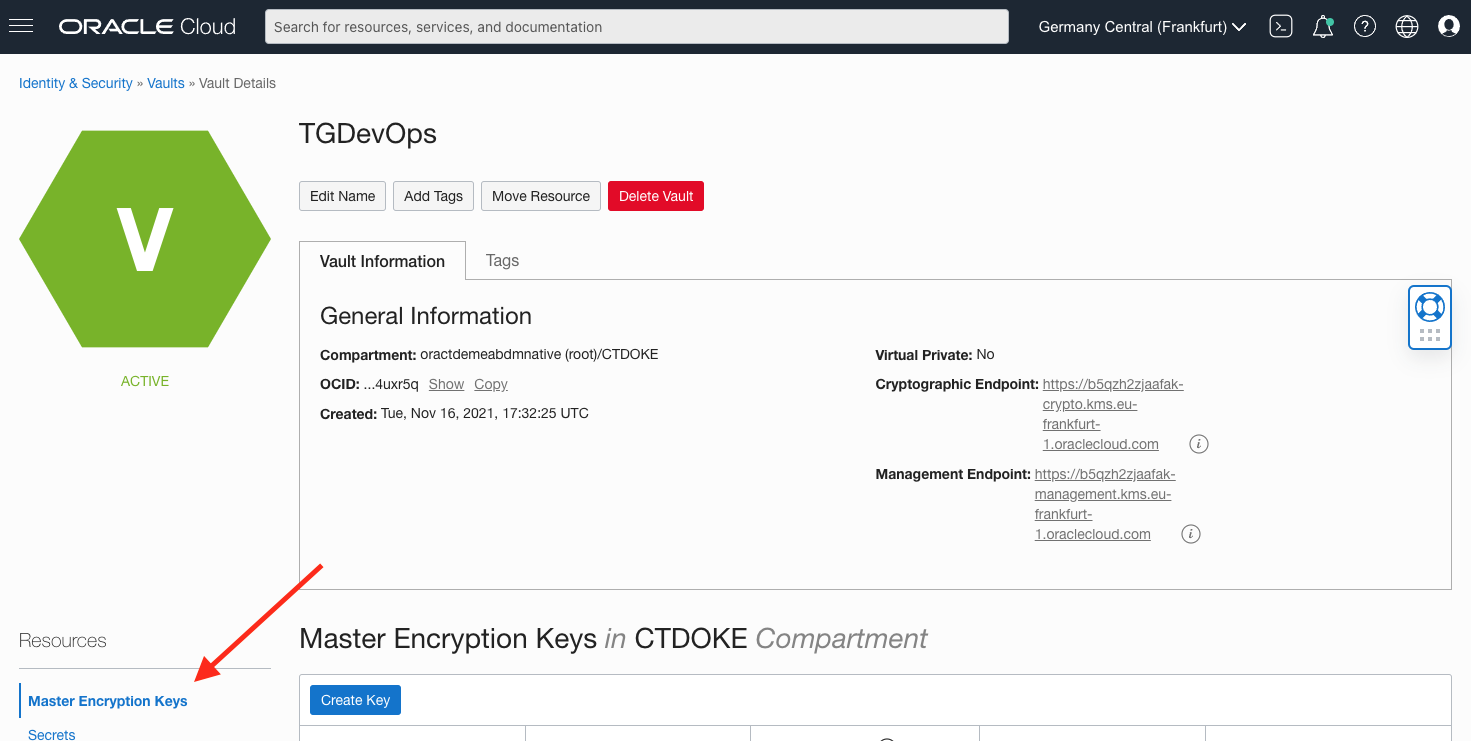 ORACLE Cloud
Search for resources, services, and documentation
Germany Central (Frankfurt)
Identity & Security » Vaults » Vault Details
V
ACTIVE
TGDevOps
Edit Name
Add Tags
Move Resource
Delete Vault
Vault Information
Tags
General Information
Compartment: oractdemeabdmnative (root)/CTDOKE
OCID: ...4uxr5q Show Copy
Created: Tue, Nov 16, 2021, 17:32:25 UTC
Virtual Private: No
Cryptographic Endpoint: https://b5qzh2zjaafak-
crypto.kms.eu-
frankfurt-
1.oraclecloud.com
i
Management Endpoint: https://b5qzh2zjaafak-
management.kms.eu-
frankfurt-
1.oraclecloud.com
i
Resources
Master Encryption Keys
Secrets
Master Encryption Keys in CTDOKE Compartment
Create Key